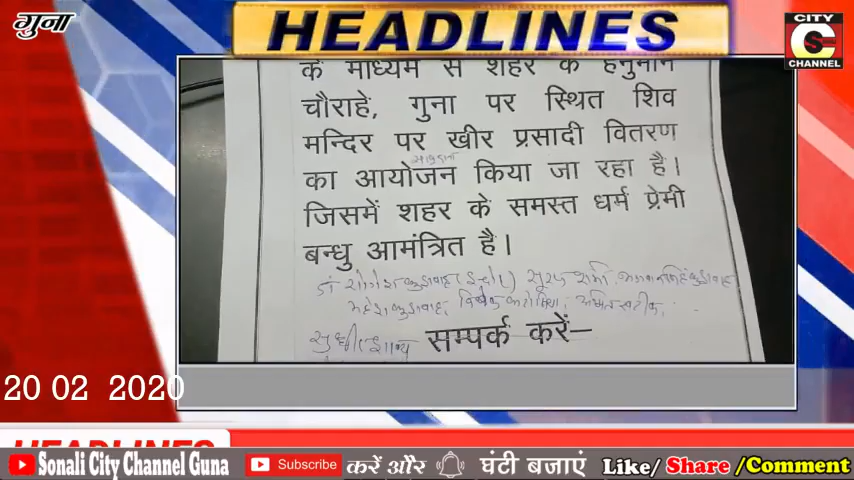 गुना
HEADLINES
CITY
CHANNEL
के माध्यम से शहर के हनुमान
चौराहे, गुना पर स्थित शिव
मन्दिर पर खीर प्रसादी वितरण
का आयोजन किया जा रहा है।
जिसमें शहर के समस्त धर्म प्रेमी
बन्धु आमंत्रित है।
सम्पर्क करें–
20 02 2020
HEADLINES
Sonali City Channel Guna Subscribe करें और घंटी बजाएं Like/ Share /Comment